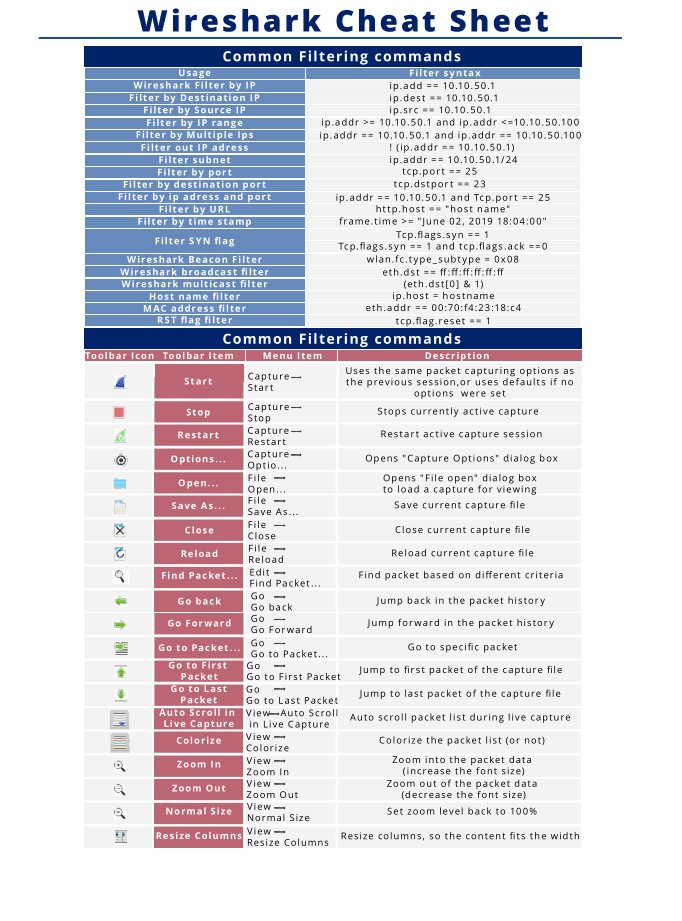 Wireshark Cheat Sheet
Common Filtering commands
Usage Filter syntax
Wireshark Filter by IP ip.add == 10.10.50.1
Filter by Destination IP ip.dest == 10.10.50.1
Filter by Source IP ip.src == 10.10.50.1
Filter by IP range ip.addr >= 10.10.50.1 and ip.addr <=10.10.50.100
Filter by Multiple Ips ip.addr == 10.10.50.1 and ip.addr == 10.10.50.100
Filter out IP adress ! (ip.addr == 10.10.50.1)
Filter subnet ip.addr == 10.10.50.1/24
Filter by port tcp.port == 25
Filter by destination port tcp.dstport == 23
Filter by ip adress and port ip.addr == 10.10.50.1 and Tcp.port == 25
Filter by URL http.host == "host name"
Filter by time stamp frame.time >= "June 02, 2019 18:04:00"
Filter SYN flag Tcp.flags.syn == 1
Tcp.flags.syn == 1 and tcp.flags.ack ==0
Wireshark Beacon Filter wlan.fc.type_subtype = 0x08
Wireshark broadcast filter eth.dst == ff:ff:ff:ff:ff:ff
Wireshark multicast filter (eth.dst[0] & 1)
Host name filter ip.host = hostname
MAC address filter eth.addr == 00:70:f4:23:18:c4
RST flag filter tcp.flag.reset == 1
Common Filtering commands
Toolbar Icon Toolbar Item Menu Item Description
Start Capture→ Start Uses the same packet capturing options as
the previous session,or uses defaults if no
options were set
Stop Capture→ Stop Stops currently active capture
Restart Capture→ Restart Restart active capture session
Options... Capture→ Optio... Opens "Capture Options" dialog box
Open... File → Open... Opens "File open" dialog box
to load a capture for viewing
Save As... File → Save As... Save current capture file
Close File → Close Close current capture file
Reload File → Reload Reload current capture file
Find Packet... Edit → Find Packet... Find packet based on different criteria
Go back Go → Go back Jump back in the packet history
Go Forward Go → Go Forward Jump forward in the packet history
Go to Packet... Go → Go to Packet... Go to specific packet
Go to First Packet Go → Go to First Packet Jump to first packet of the capture file
Go to Last Packet Go → Go to Last Packet Jump to last packet of the capture file
Auto Scroll in Live Capture View→Auto Scroll in Live Capture Auto scroll packet list during live capture
Colorize View → Colorize Colorize the packet list (or not)
Zoom In View → Zoom In Zoom into the packet data
(increase the font size)
Zoom Out View → Zoom Out Zoom out of the packet data
(decrease the font size)
Normal Size View → Normal Size Set zoom level back to 100%
Resize Columns View → Resize Columns Resize columns, so the content fits the width